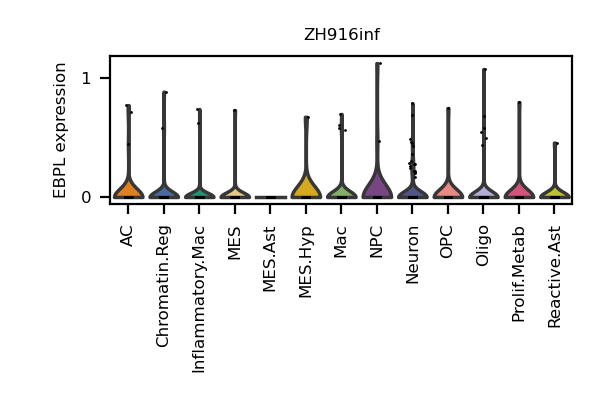 ZH916inf
EBPL expression
1
0
AC
Chromatin.Reg
Inflammatory.Mac
MES
MES.Ast
MES.Hyp
Mac
NPC
Neuron
OPC
Oligo
Prolif.Metab
Reactive.Ast